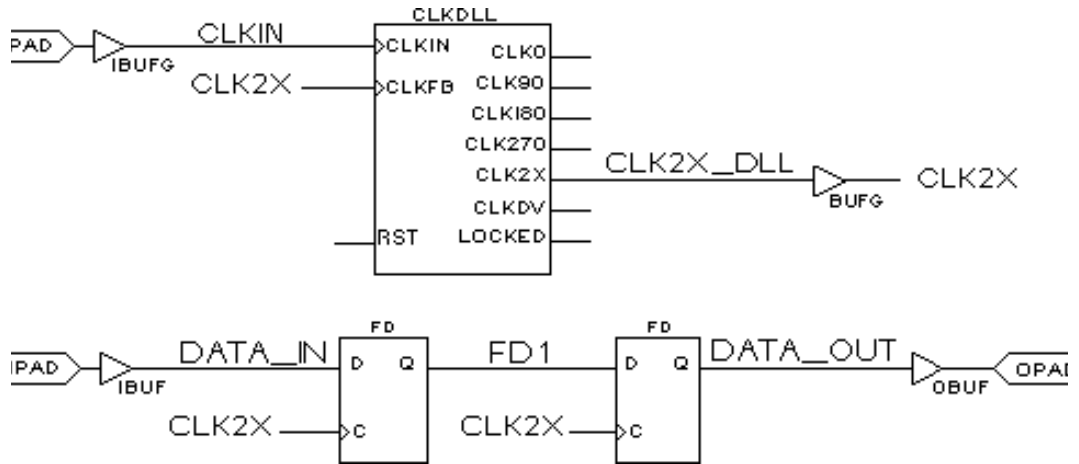 CLKDLL
PAD CLKIN CLKIN CLK0
IBUFG
CLK2X CLKFB CLK90
CLK180
CLK270
CLK2X CLK2X_DLL CLK2X
BUFG
CLKDV
RST LOCKED
FD FD
IPAD DATA_IN D Q FD1 D Q DATA_OUT OPAD
IBUF OBUF
CLK2X C CLK2X C